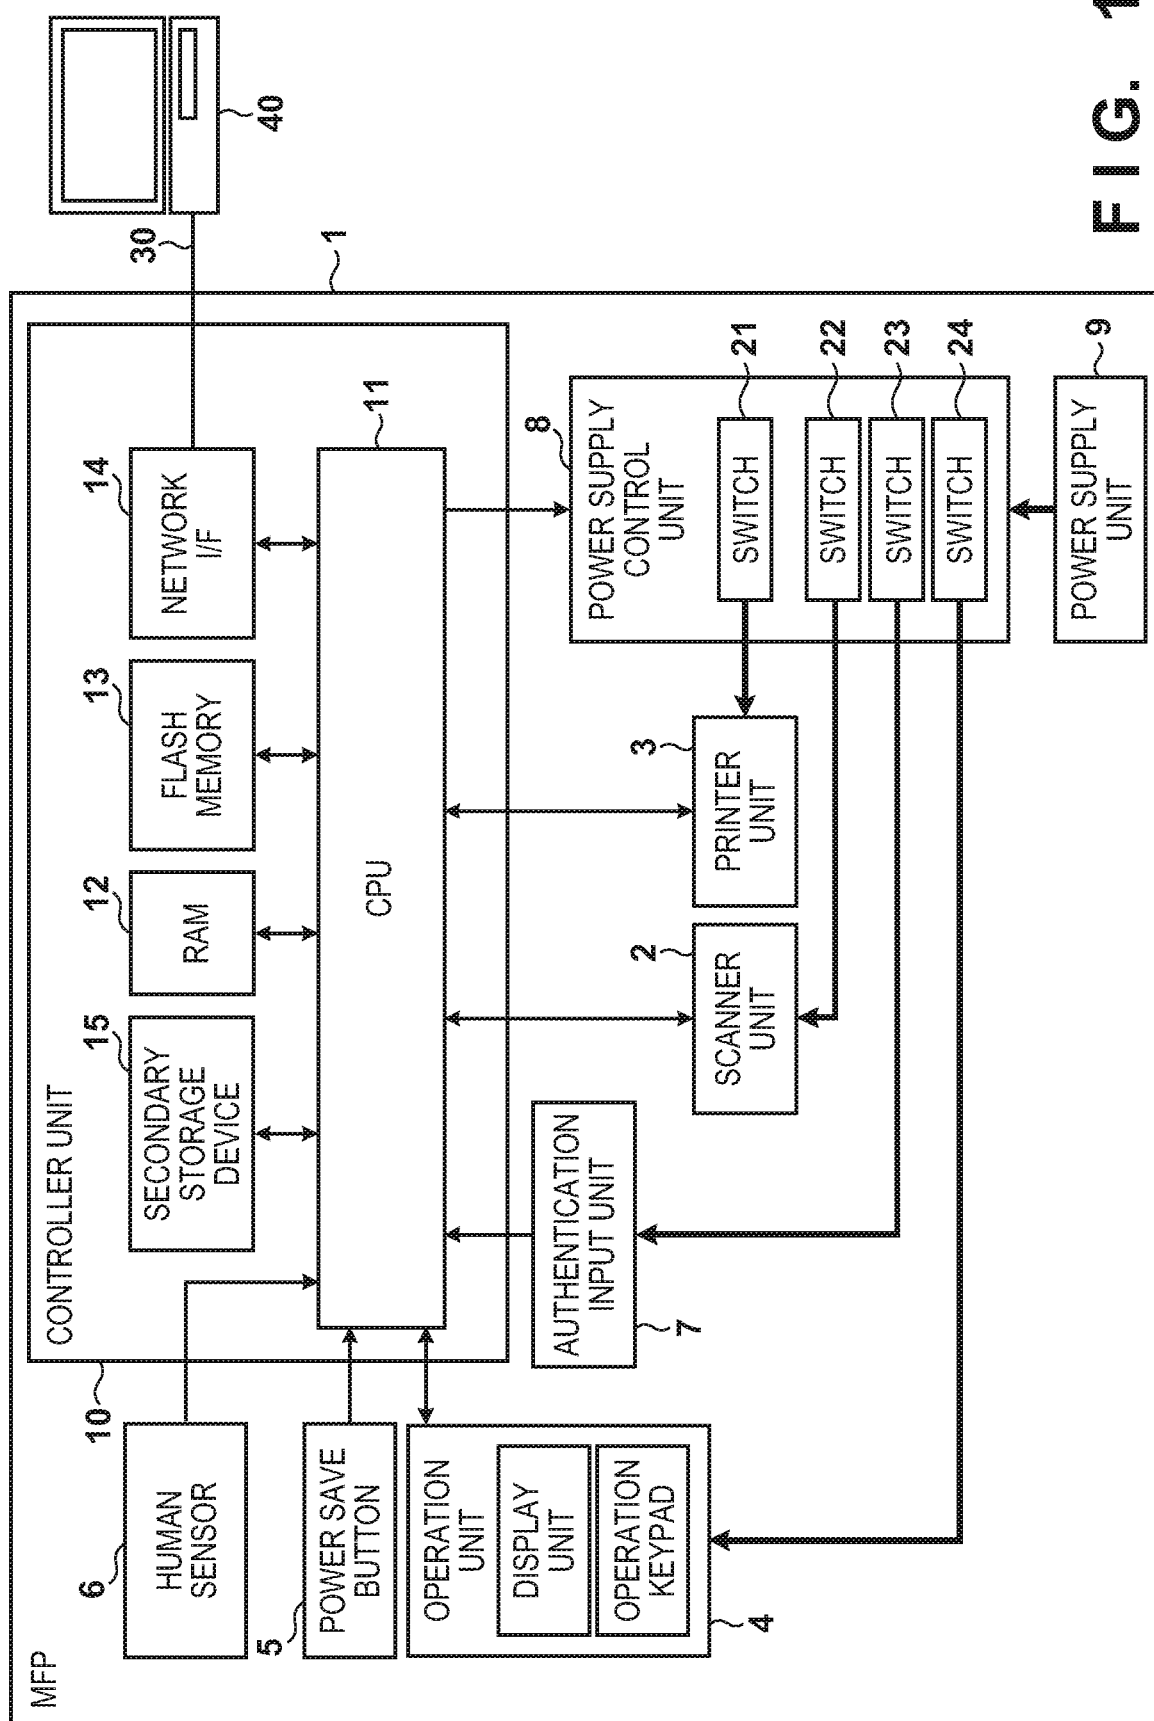 FIG. 1
MFP
1
30
40
CONTROLLER UNIT
10
SECONDARY
STORAGE
DEVICE
15
RAM
12
FLASH
MEMORY
13
NETWORK
I/F
14
CPU
11
HUMAN
SENSOR
6
POWER SAVE
BUTTON
5
OPERATION
UNIT
DISPLAY
UNIT
OPERATION
KEYPAD
4
AUTHENTICATION
INPUT UNIT
7
SCANNER
UNIT
2
PRINTER
UNIT
3
POWER SUPPLY
CONTROL
UNIT
8
SWITCH
21
SWITCH
22
SWITCH
23
SWITCH
24
POWER SUPPLY
UNIT
9